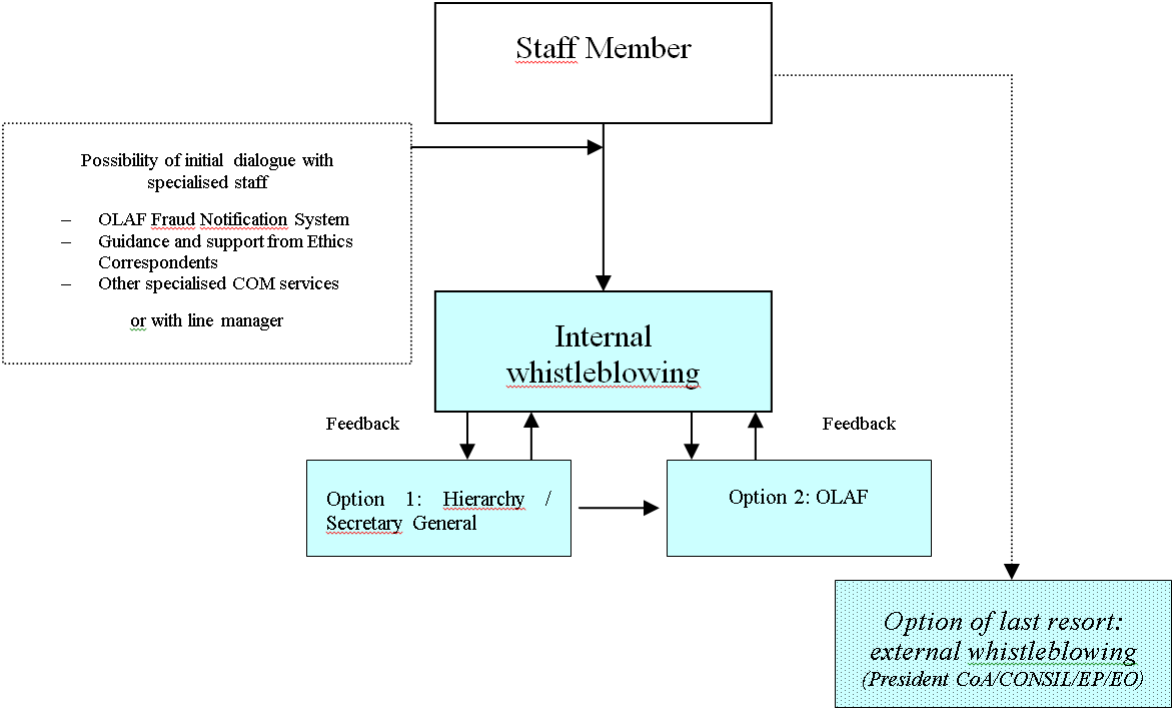 Staff Member
Possibility of initial dialogue with
specialised staff
– OLAF Fraud Notification System
– Guidance and support from Ethics
Correspondents
– Other specialised COM services
or with line manager
Internal
whistleblowing
Feedback
Feedback
Option 1: Hierarchy /
Secretary General
Option 2: OLAF
Option of last resort:
external whistleblowing
(President CoA/CONSIL/EP/EO)